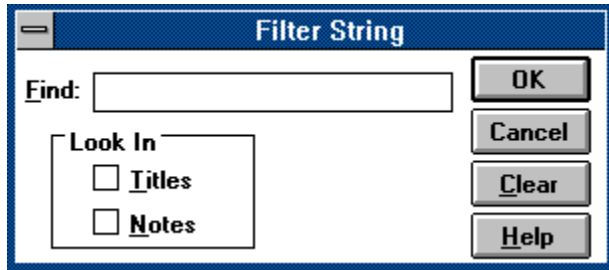 Filter String
Find:
OK
Look In
Cancel
Titles
Clear
Notes
Help